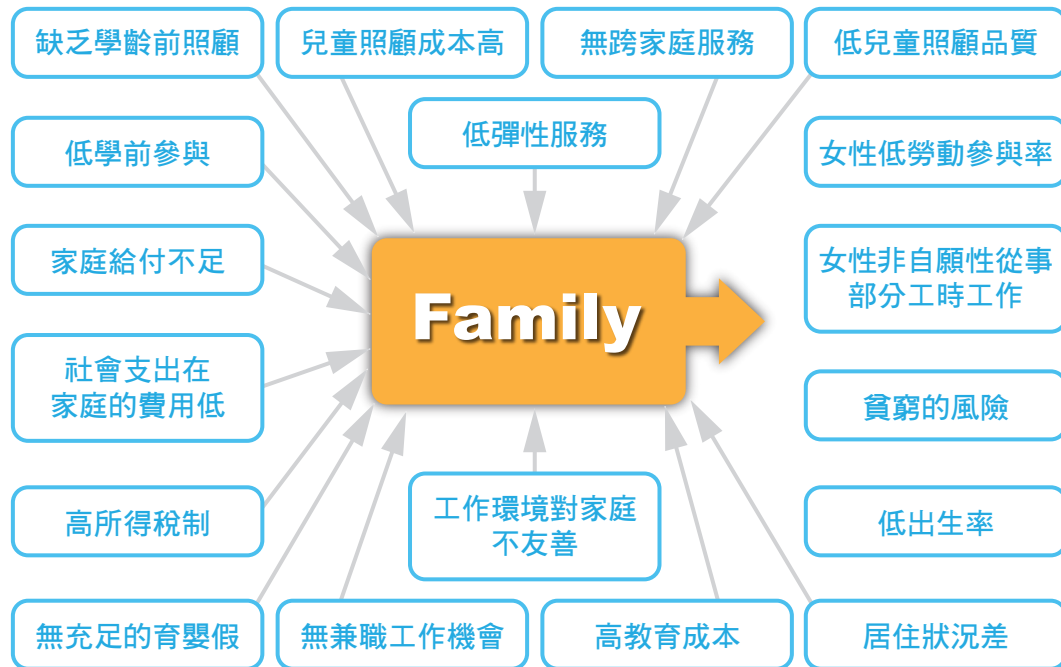 缺乏學齡前照顧
兒童照顧成本高
無跨家庭服務
低兒童照顧品質
低彈性服務
低學前參與
女性低勞動參與率
家庭給付不足
女性非自願性從事
部分工時工作
Family
社會支出在
家庭的費用低
貧窮的風險
高所得稅制
工作環境對家庭
不友善
低出生率
無充足的育嬰假
無兼職工作機會
高教育成本
居住狀況差